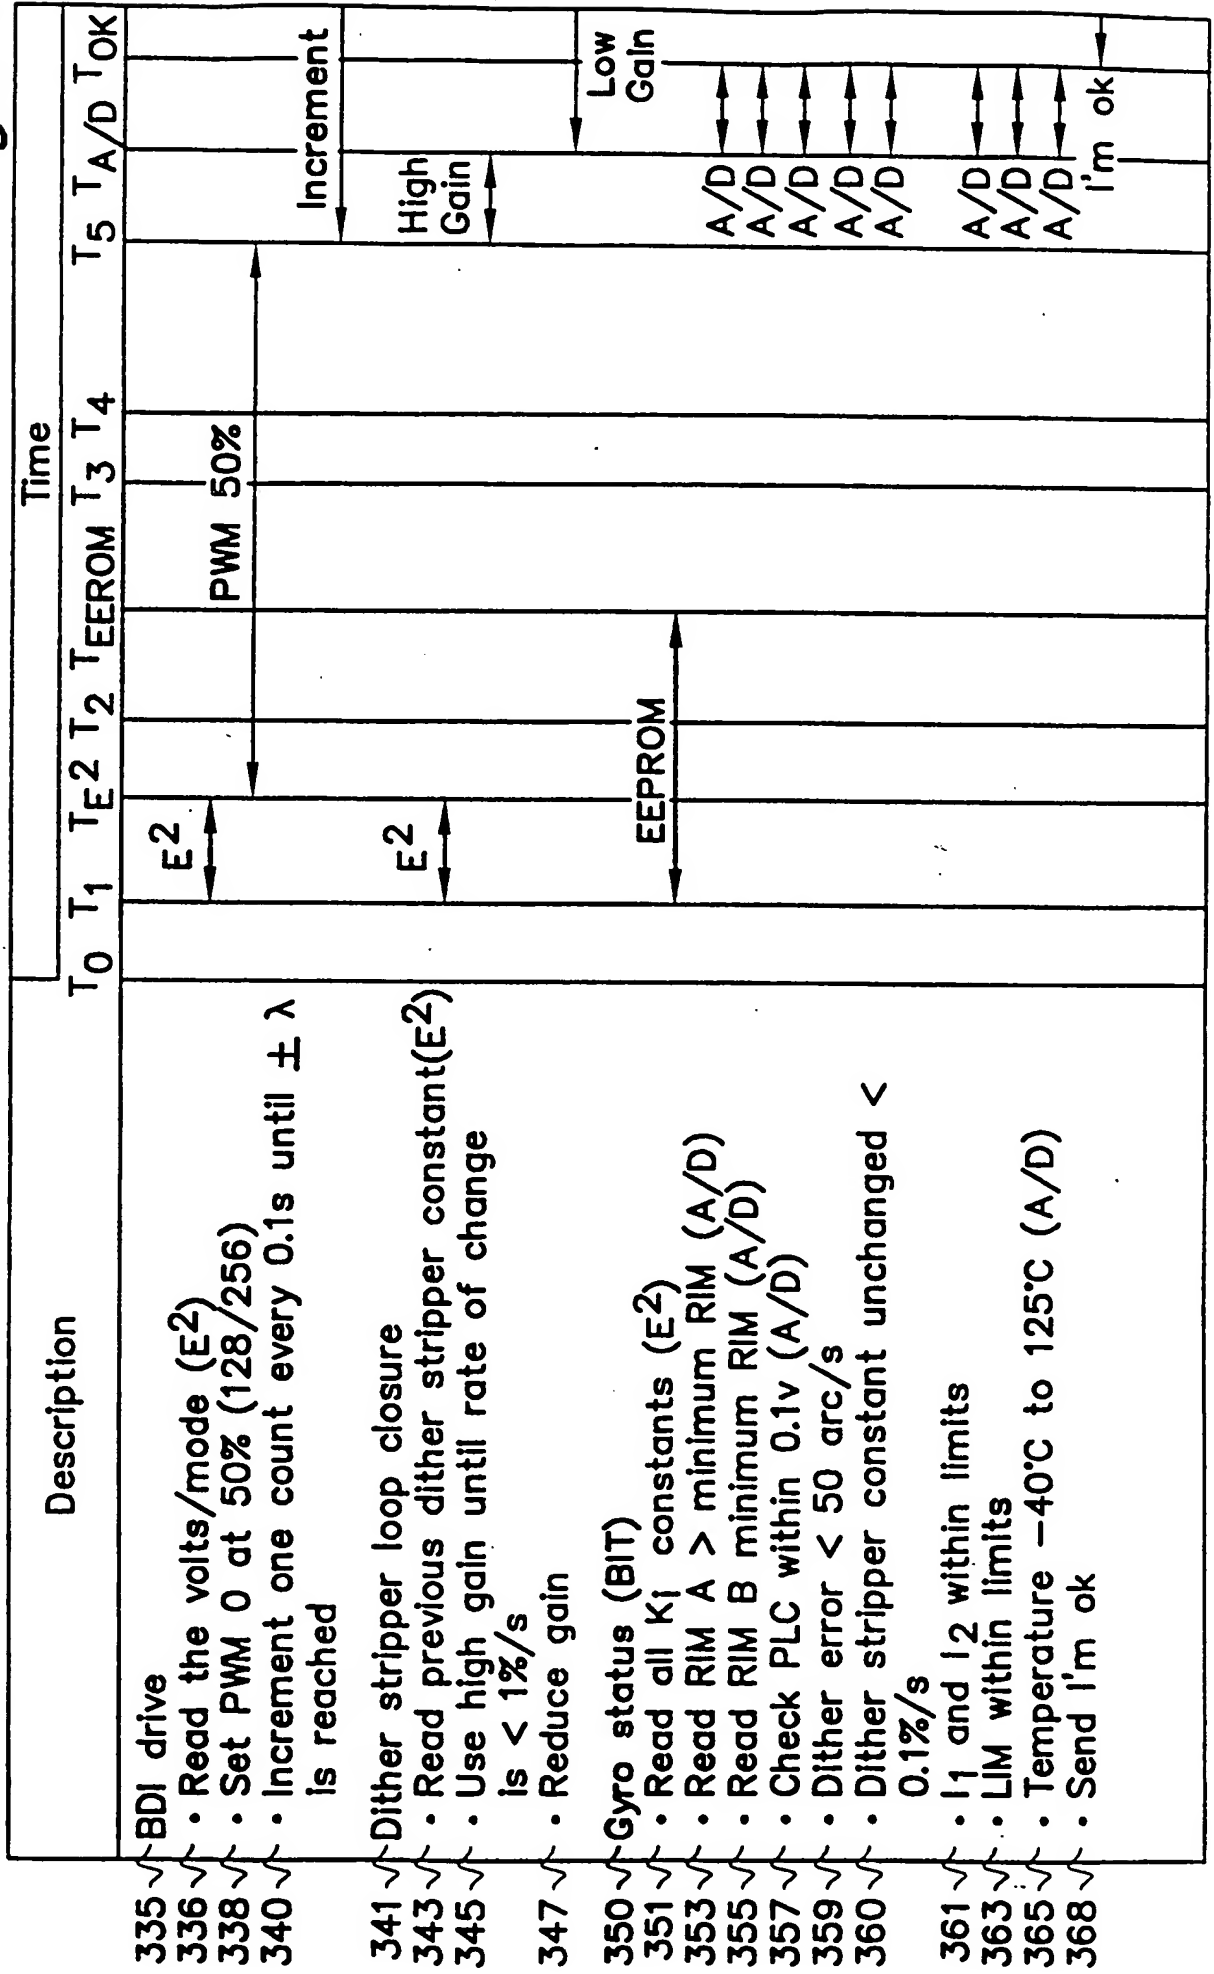 Description
Time
T0 T1 TE2 T2 TEEROM T3 T4 T5 TA/D TOK
335 BDI drive
336 • Read the volts/mode (E2)
E2
338 • Set PWM 0 at 50% (128/256)
PWM 50%
340 • Increment one count every 0.1s until ± λ
is reached
Increment
341 Dither stripper loop closure
343 • Read previous dither stripper constant(E2)
E2
High
Gain
345 • Use high gain until rate of change
is < 1%/s
347 • Reduce gain
Low
Gain
350 Gyro status (BIT)
351 • Read all Ki constants (E2)
EEPROM
353 • Read RIM A > minimum RIM (A/D)
A/D
355 • Read RIM B minimum RIM (A/D)
A/D
357 • Check PLC within 0.1v (A/D)
A/D
359 • Dither error < 50 arc/s
A/D
360 • Dither stripper constant unchanged <
0.1%/s
A/D
361 • I1 and I2 within limits
A/D
363 • LIM within limits
A/D
365 • Temperature –40°C to 125°C (A/D)
A/D
368 • Send I'm ok
I'm ok